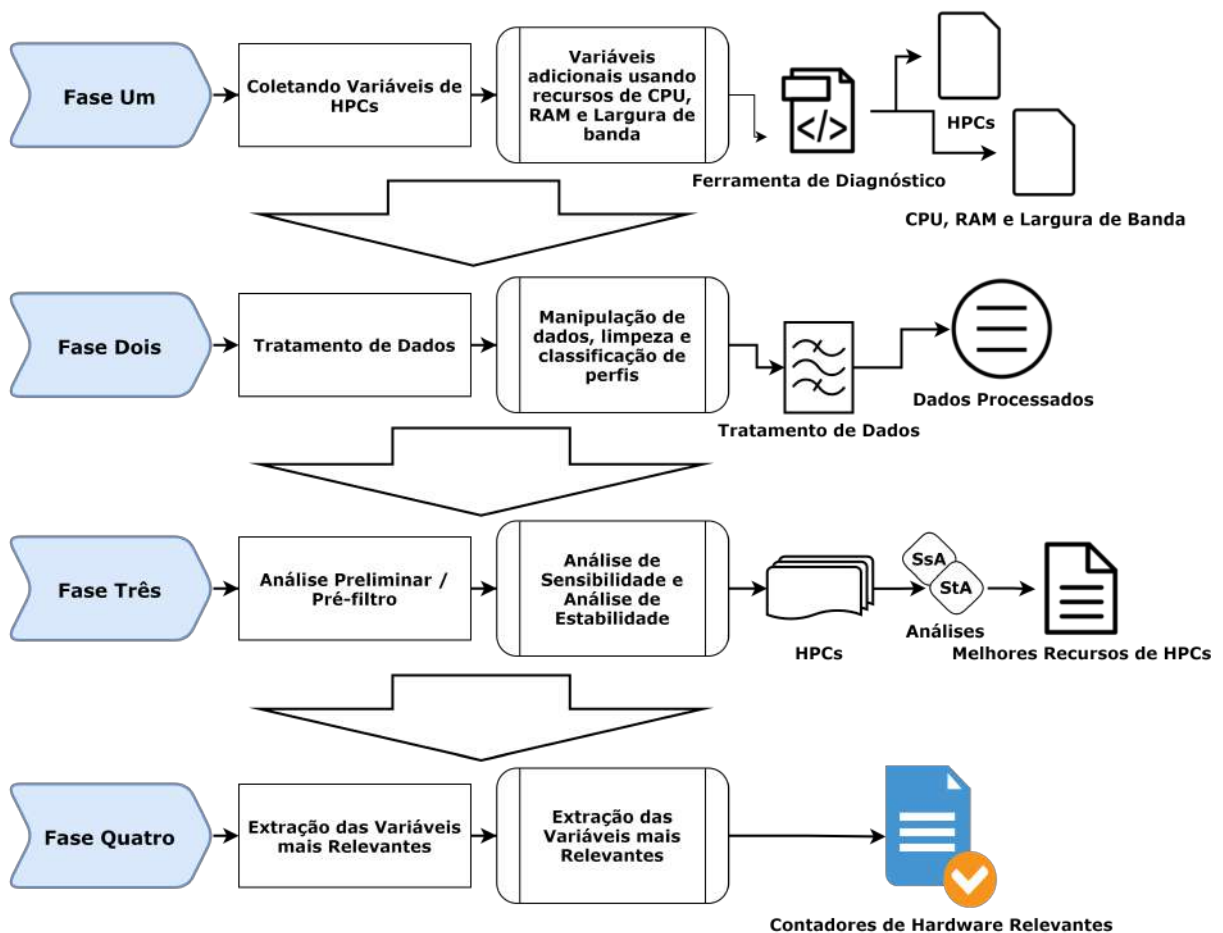 Fase Um
Coletando Variáveis de
HPCs
Variáveis
adicionais usando
recursos de CPU,
RAM e Largura de
banda
</>
Ferramenta de Diagnóstico
HPCs
CPU, RAM e Largura de Banda
Fase Dois
Tratamento de Dados
Manipulação de
dados, limpeza e
classificação de
perfis
Tratamento de Dados
Dados Processados
Fase Três
Análise Preliminar /
Pré-filtro
Análise de
Sensibilidade e
Análise de
Estabilidade
HPCs
SsA
StA
Análises
Melhores Recursos de HPCs
Fase Quatro
Extração das Variáveis
mais Relevantes
Extração das
Variáveis mais
Relevantes
Contadores de Hardware Relevantes